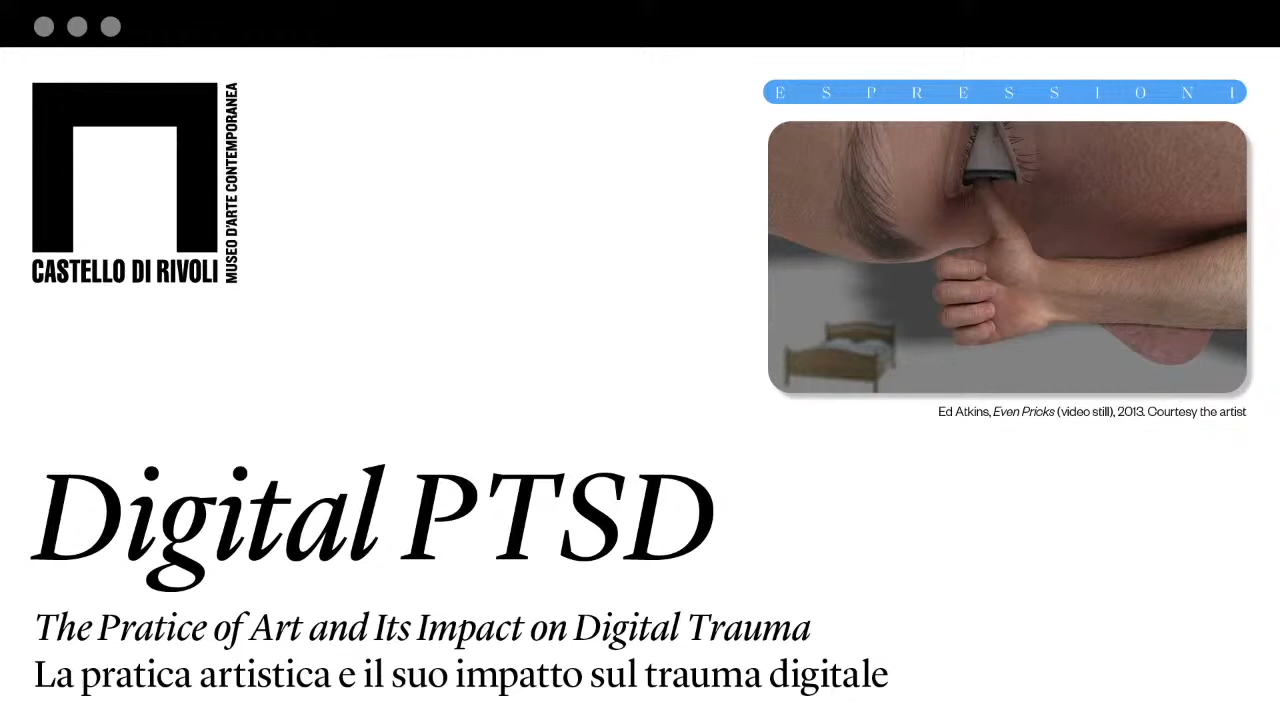 CASTELLO DI RIVOLI
MUSEO D'ARTE CONTEMPORANEA
ESPRESSIONI
Ed Atkins, Even Pricks (video still), 2013. Courtesy the artist
Digital PTSD
The Pratice of Art and Its Impact on Digital Trauma
La pratica artistica e il suo impatto sul trauma digitale